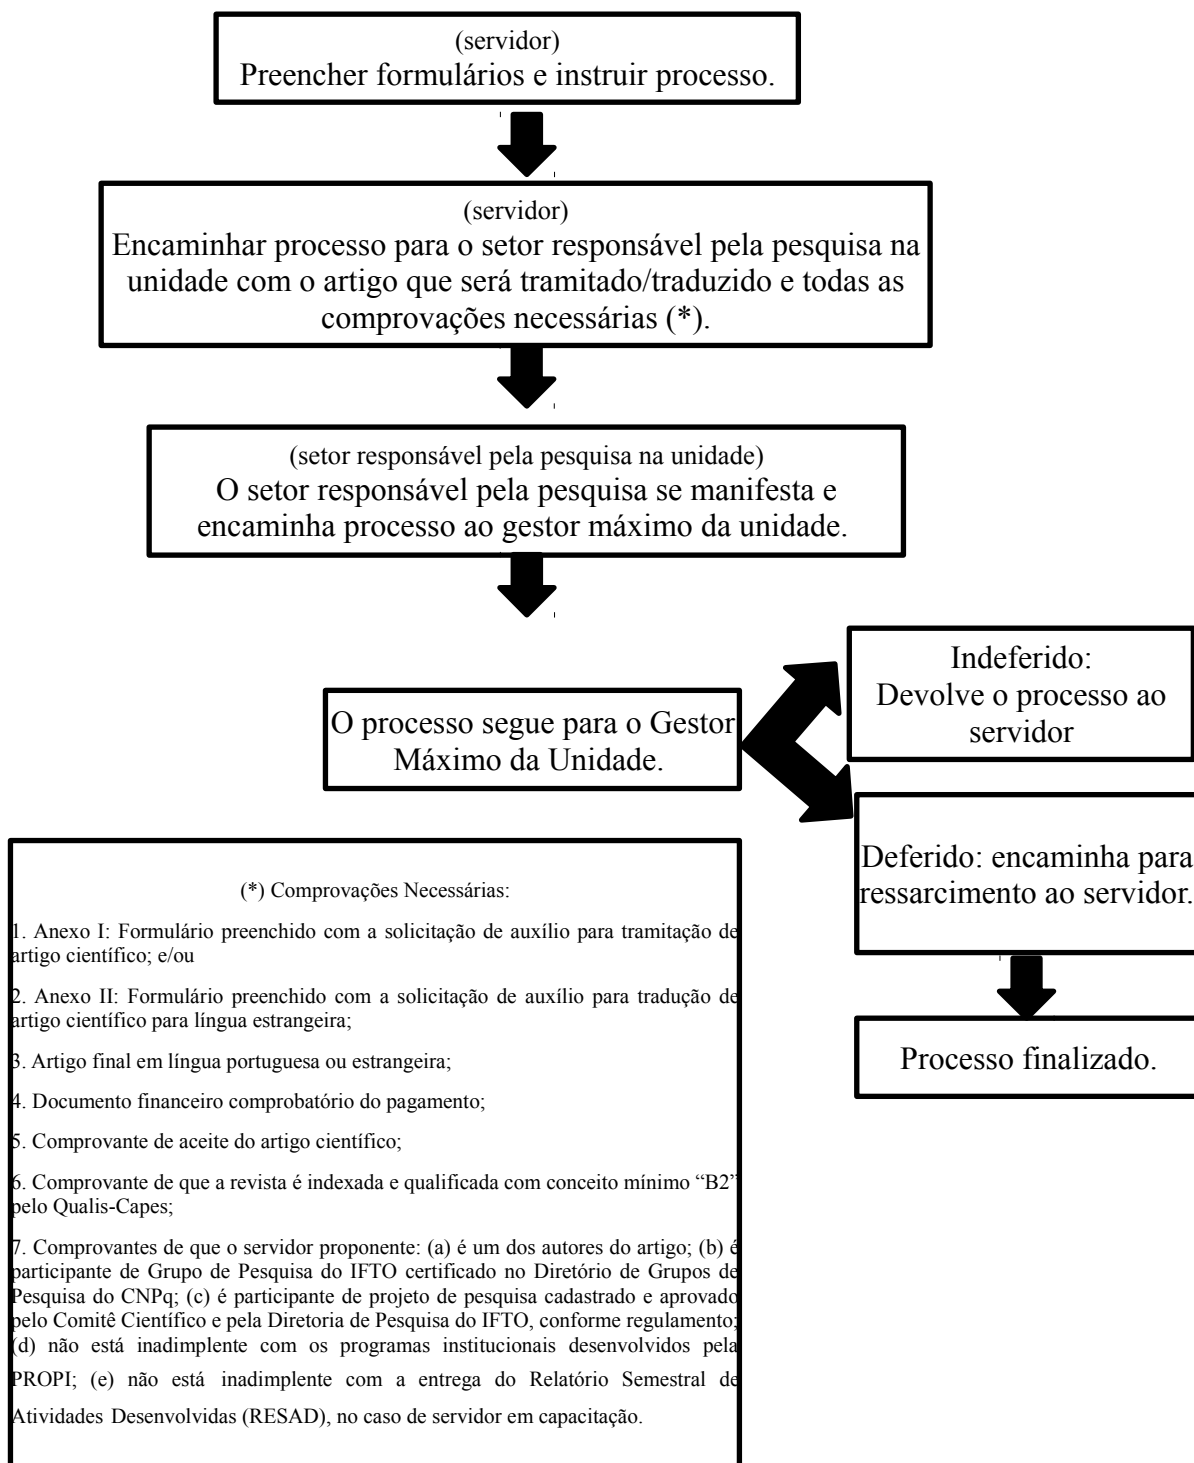 (servidor)
Preencher formulários e instruir processo.
(servidor)
Encaminhar processo para o setor responsável pela pesquisa na
unidade com o artigo que será tramitado/traduzido e todas as
comprovações necessárias (*).
(setor responsável pela pesquisa na unidade)
O setor responsável pela pesquisa se manifesta e
encaminha processo ao gestor máximo da unidade.
O processo segue para o Gestor
Máximo da Unidade.
Indeferido:
Devolve o processo ao
servidor
Deferido: encaminha para
ressarcimento ao servidor.
Processo finalizado.
(*) Comprovações Necessárias:
1. Anexo I: Formulário preenchido com a solicitação de auxílio para tramitação de
artigo científico; e/ou
2. Anexo II: Formulário preenchido com a solicitação de auxílio para tradução de
artigo científico para língua estrangeira;
3. Artigo final em língua portuguesa ou estrangeira;
4. Documento financeiro comprobatório do pagamento;
5. Comprovante de aceite do artigo científico;
6. Comprovante de que a revista é indexada e qualificada com conceito mínimo “B2”
pelo Qualis-Capes;
7. Comprovantes de que o servidor proponente: (a) é um dos autores do artigo; (b) é
participante de Grupo de Pesquisa do IFTO certificado no Diretório de Grupos de
Pesquisa do CNPq; (c) é participante de projeto de pesquisa cadastrado e aprovado
pelo Comitê Científico e pela Diretoria de Pesquisa do IFTO, conforme regulamento;
(d) não está inadimplente com os programas institucionais desenvolvidos pela
PROPI; (e) não está inadimplente com a entrega do Relatório Semestral de
Atividades Desenvolvidas (RESAD), no caso de servidor em capacitação.